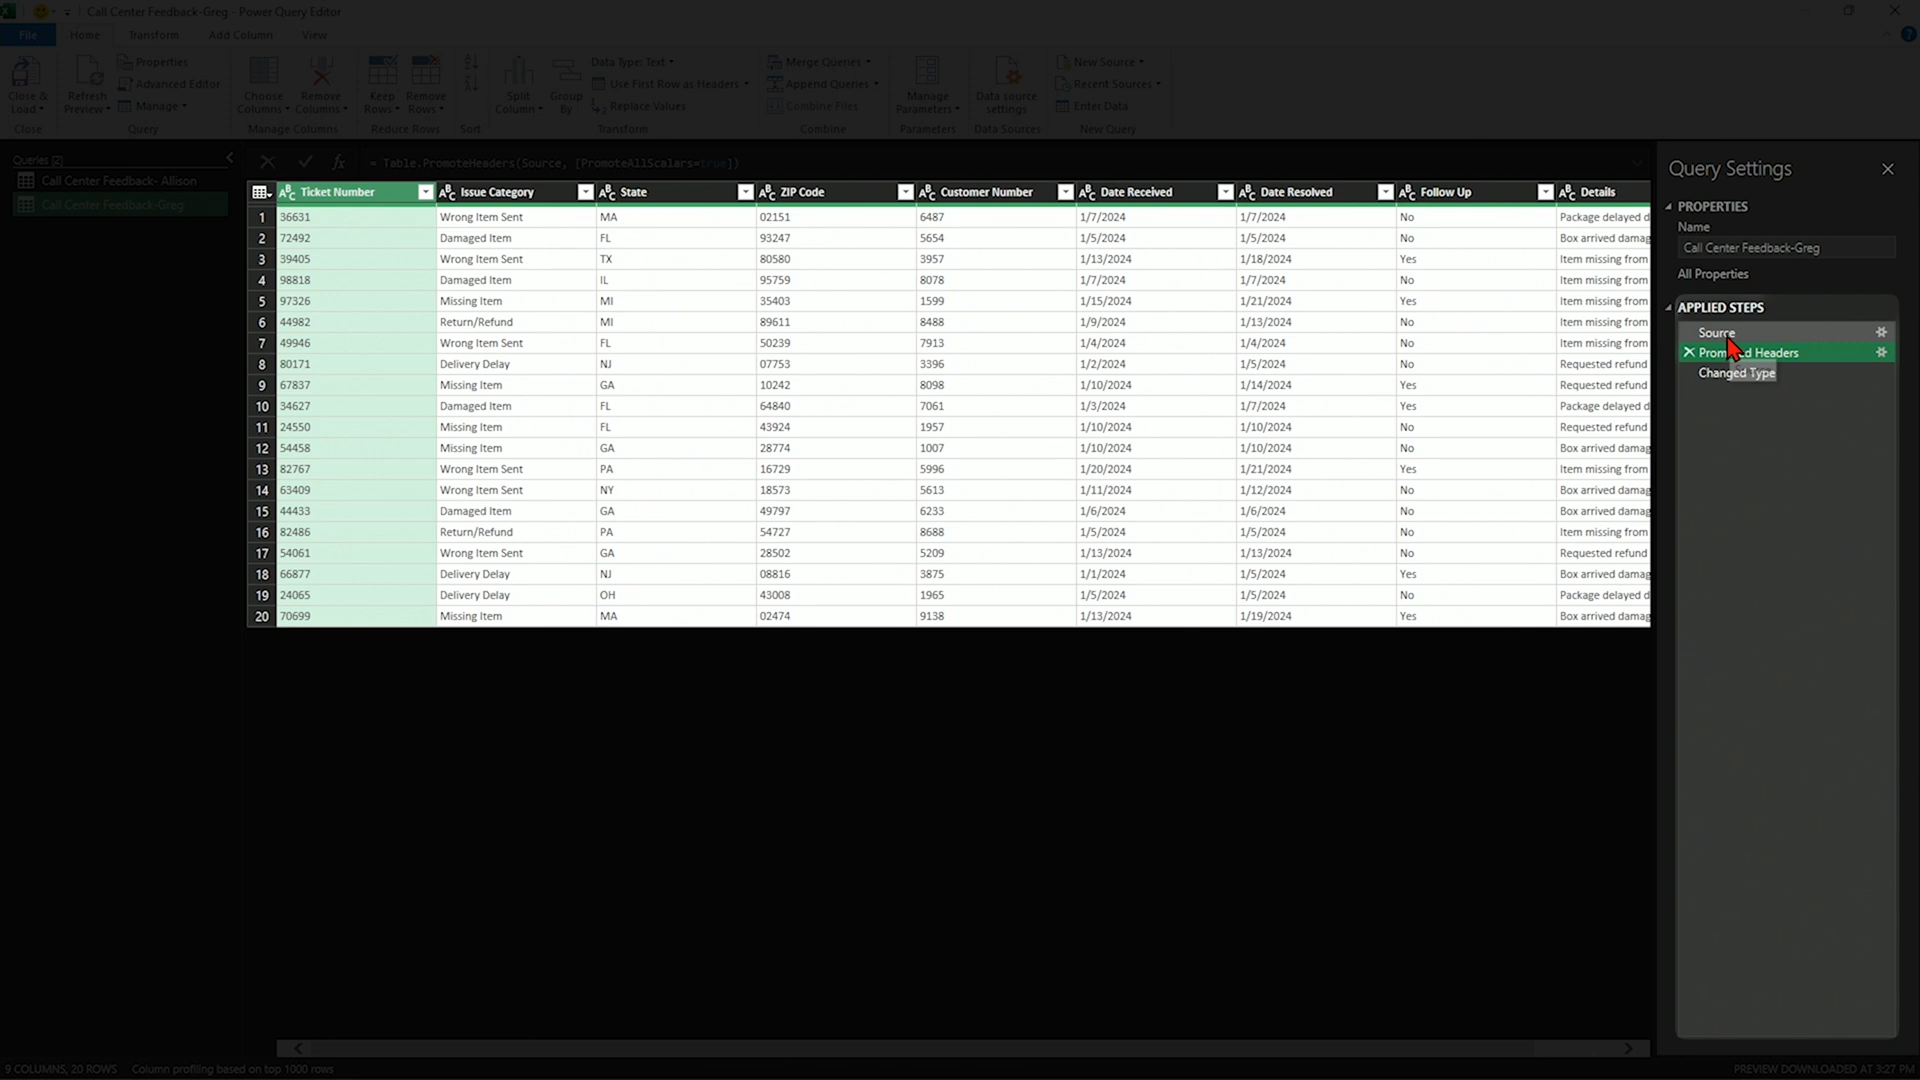 Call Center Feedback-Greg - Power Query Editor
File Home Transform Add Column View
Close & Load
Refresh Preview
Properties
Advanced Editor
Manage
Choose Columns
Remove Columns
Keep Rows
Remove Rows
Split Column
Group By
Data Type: Text
Use First Row as Headers
Replace Values
Merge Queries
Append Queries
Combine Files
Manage Parameters
Data source settings
New Source
Recent Sources
Enter Data
Close Query Manage Columns Reduce Rows Sort Transform Combine Parameters Data Sources New Query
Queries [2]
Call Center Feedback- Allison
Call Center Feedback-Greg
fx = Table.PromoteHeaders(Source, [PromoteAllScalars=true])
Ticket Number Issue Category State ZIP Code Customer Number Date Received Date Resolved Follow Up Details
1 36631 Wrong Item Sent MA 02151 6487 1/7/2024 1/7/2024 No Package delayed d
2 72492 Damaged Item FL 93247 5654 1/5/2024 1/5/2024 No Box arrived damag
3 39405 Wrong Item Sent TX 80580 3957 1/13/2024 1/18/2024 Yes Item missing from
4 98818 Damaged Item IL 95759 8078 1/7/2024 1/7/2024 No Item missing from
5 97326 Missing Item MI 35403 1599 1/15/2024 1/21/2024 Yes Item missing from
6 44982 Return/Refund MI 89611 8488 1/9/2024 1/13/2024 No Item missing from
7 49946 Wrong Item Sent FL 50239 7913 1/4/2024 1/4/2024 No Item missing from
8 80171 Delivery Delay NJ 07753 3396 1/2/2024 1/5/2024 No Requested refund
9 67837 Missing Item GA 10242 8098 1/10/2024 1/14/2024 Yes Requested refund
10 34627 Damaged Item FL 64840 7061 1/3/2024 1/7/2024 Yes Package delayed d
11 24550 Missing Item FL 43924 1957 1/10/2024 1/10/2024 No Requested refund
12 54458 Missing Item GA 28774 1007 1/10/2024 1/10/2024 No Box arrived damag
13 82767 Wrong Item Sent PA 16729 5996 1/20/2024 1/21/2024 Yes Item missing from
14 63409 Wrong Item Sent NY 18573 5613 1/11/2024 1/12/2024 No Box arrived damag
15 44433 Damaged Item GA 49797 6233 1/6/2024 1/6/2024 No Box arrived damag
16 82486 Return/Refund PA 54727 8688 1/5/2024 1/5/2024 No Item missing from
17 54061 Wrong Item Sent GA 28502 5209 1/13/2024 1/13/2024 No Requested refund
18 66877 Delivery Delay NJ 08816 3875 1/1/2024 1/5/2024 Yes Box arrived damag
19 24065 Delivery Delay OH 43008 1965 1/5/2024 1/5/2024 No Package delayed d
20 70699 Missing Item MA 02474 9138 1/13/2024 1/19/2024 Yes Box arrived damag
Query Settings
PROPERTIES
Name
Call Center Feedback-Greg
All Properties
APPLIED STEPS
Source
Headers
Changed Type
9 COLUMNS, 20 ROWS Column profiling based on top 1000 rows
PREVIEW DOWNLOADED AT 3:27 PM